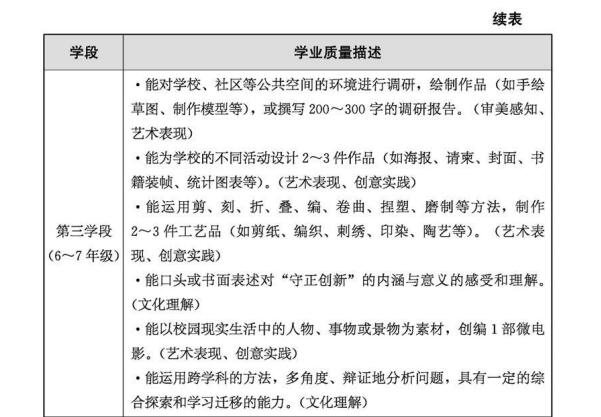 续表
学段
学业质量描述
·能对学校、社区等公共空间的环境进行调研，绘制作品（如手绘
草图、制作模型等），或撰写200～300字的调研报告。（审美感知、
艺术表现）
·能为学校的不同活动设计2～3件作品（如海报、请柬、封面、书
籍装帧、统计图表等）。（艺术表现、创意实践）
·能运用剪、刻、折、叠、编、卷曲、捏塑、磨制等方法，制作
2～3件工艺品（如剪纸、编织、刺绣、印染、陶艺等）。（艺术表
现、创意实践）
·能口头或书面表述对“守正创新”的内涵与意义的感受和理解。
（文化理解）
·能以校园现实生活中的人物、事物或景物为素材，创编1部微电
影。（艺术表现、创意实践）
·能运用跨学科的方法，多角度、辩证地分析问题，具有一定的综
合探索和学习迁移的能力。（文化理解）
第三学段
（6～7年级）